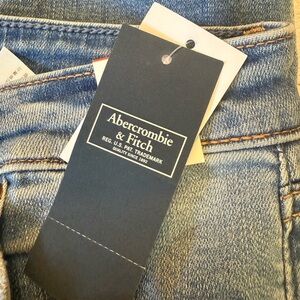 Abercrombie
& Fitch
REG. U.S. PAT. TRADEMARK
QUALITY SINCE 1892